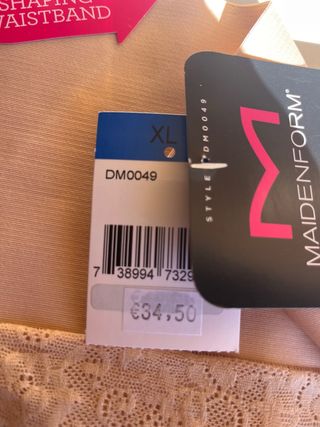 SHAPING
WAISTBAND
XL
DM0049
7 38994 7329
€34,50
STYLE #DM0049
MAIDENFORM®